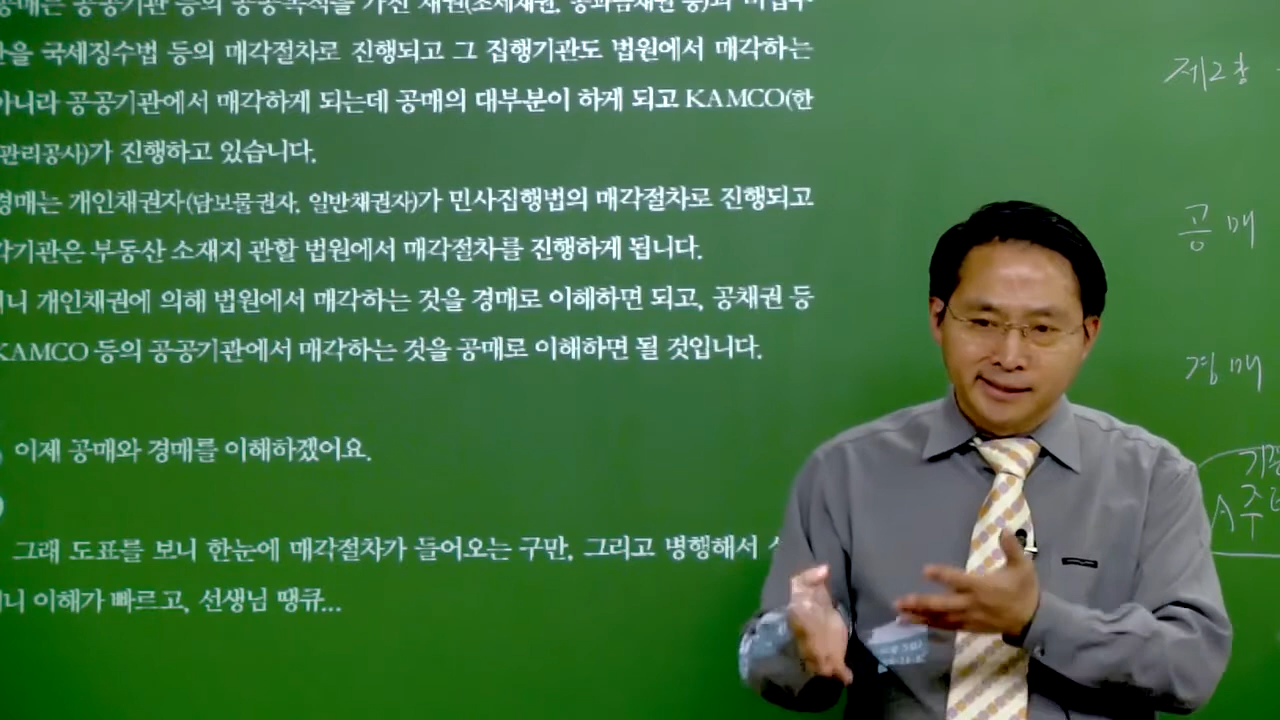 공매는 공공기관 등의 공공목적을 가진 채권(조세채권, 공과금채권 등)의
국세징수법 등의 매각절차로 진행되고 그 집행기관도 법원에서 매각하는
아니라 공공기관에서 매각하게 되는데 공매의 대부분이 하게 되고 KAMCO(한
관리공사)가 진행하고 있습니다.
경매는 개인채권자(담보물권자, 일반채권자)가 민사집행법의 매각절차로 진행되고
부동산 소재지 관할 법원에서 매각절차를 진행하게 됩니다.
개인채권에 의해 법원에서 매각하는 것을 경매로 이해하면 되고, 공채권 등
KAMCO 등의 공공기관에서 매각하는 것을 공매로 이해하면 될 것입니다.
이제 공매와 경매를 이해하겠어요.
그래 도표를 보니 한눈에 매각절차가 들어오는 구만, 그리고 병행해서
이해가 빠르고, 선생님 땡큐...
제2장
공매
경매